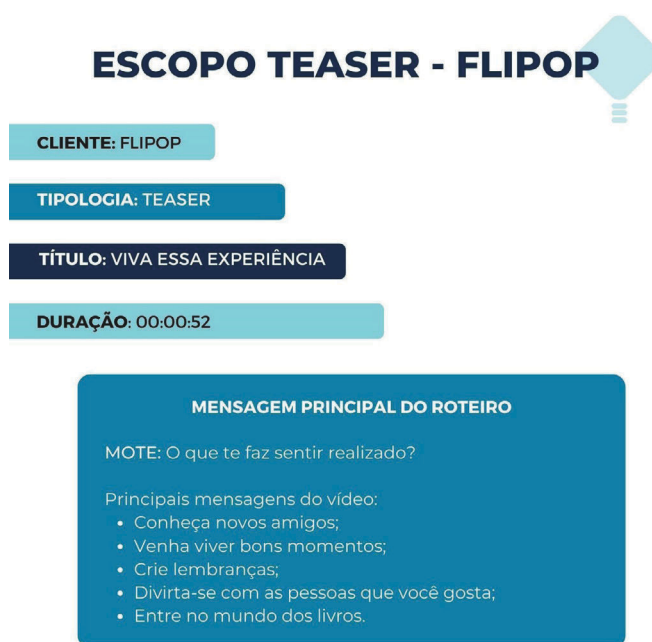 ESCOPO TEASER - FLIPOP
CLIENTE: FLIPOP
TIPOLOGIA: TEASER
TÍTULO: VIVA ESSA EXPERIÊNCIA
DURAÇÃO: 00:00:52
MENSAGEM PRINCIPAL DO ROTEIRO
MOTE: O que te faz sentir realizado?
Principais mensagens do vídeo:
• Conheça novos amigos;
• Venha viver bons momentos;
• Crie lembranças;
• Divirta-se com as pessoas que você gosta;
• Entre no mundo dos livros.